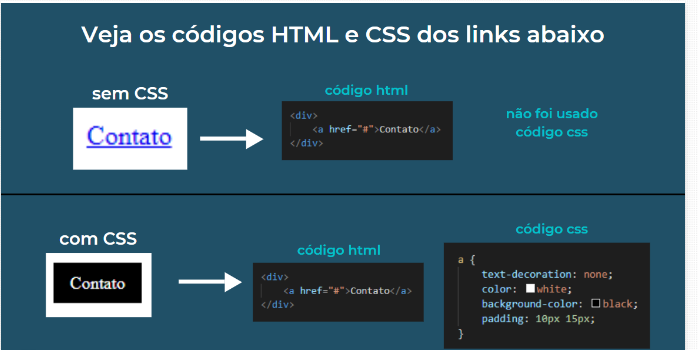 Veja os códigos HTML e CSS dos links abaixo
sem CSS
Contato
código html
<div>
<a href="#">Contato</a>
</div>
não foi usado
código css
com CSS
Contato
código html
<div>
<a href="#">Contato</a>
</div>
código css
a {
text-decoration: none;
color: white;
background-color: black;
padding: 10px 15px;
}